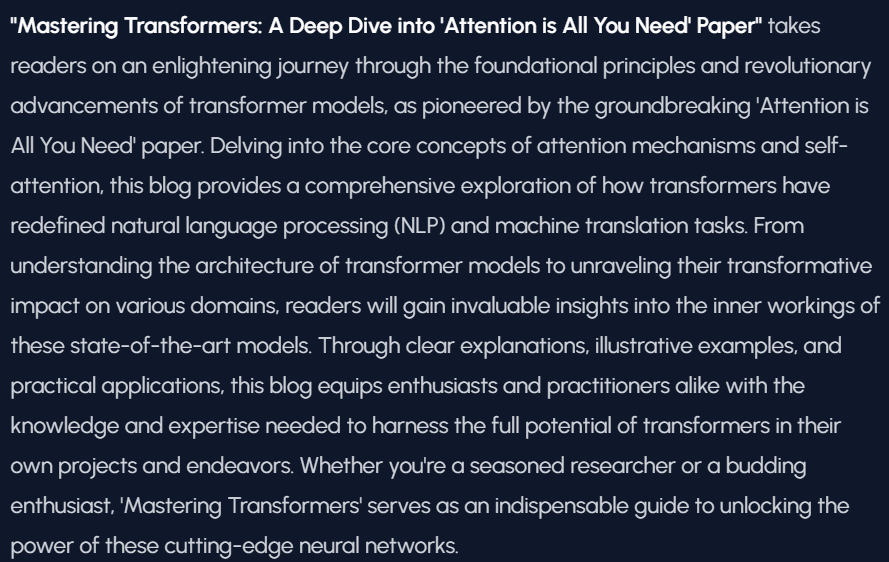 "Mastering Transformers: A Deep Dive into 'Attention is All You Need' Paper" takes
readers on an enlightening journey through the foundational principles and revolutionary
advancements of transformer models, as pioneered by the groundbreaking 'Attention is
All You Need' paper. Delving into the core concepts of attention mechanisms and self-
attention, this blog provides a comprehensive exploration of how transformers have
redefined natural language processing (NLP) and machine translation tasks. From
understanding the architecture of transformer models to unraveling their transformative
impact on various domains, readers will gain invaluable insights into the inner workings of
these state-of-the-art models. Through clear explanations, illustrative examples, and
practical applications, this blog equips enthusiasts and practitioners alike with the
knowledge and expertise needed to harness the full potential of transformers in their
own projects and endeavors. Whether you're a seasoned researcher or a budding
enthusiast, 'Mastering Transformers' serves as an indispensable guide to unlocking the
power of these cutting-edge neural networks.